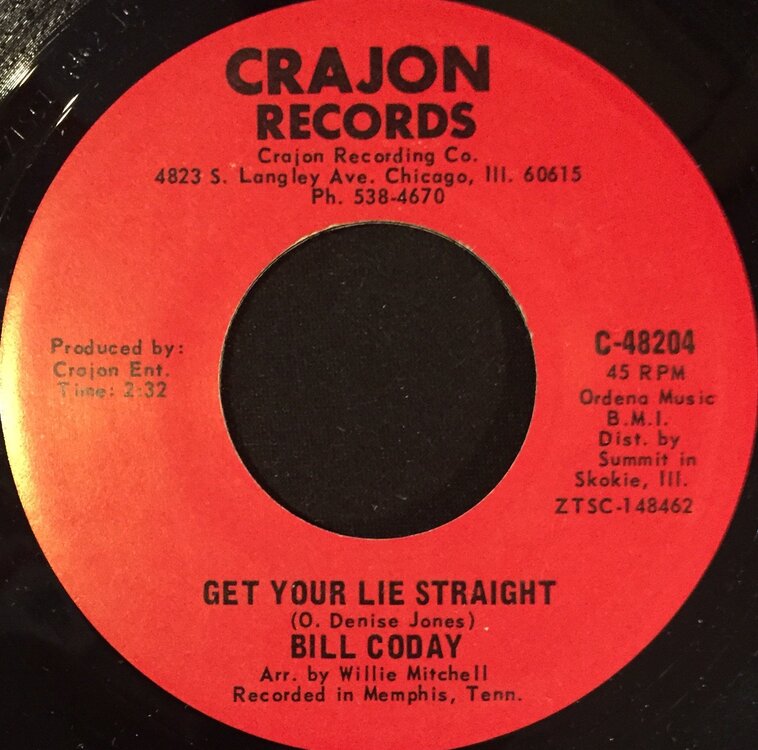 CRAJON
RECORDS
Crajon Recording Co.
4823 S. Langley Ave. Chicago, Ill. 60615
Ph. 538-4670
Produced by:
Crajon Ent.
Time: 2:32
C-48204
45 RPM
Ordena Music
B.M.I.
Dist. by
Summit in
Skokie, Ill.
ZTSC-148462
GET YOUR LIE STRAIGHT
(O. Denise Jones)
BILL CODAY
Arr. by Willie Mitchell
Recorded in Memphis, Tenn.